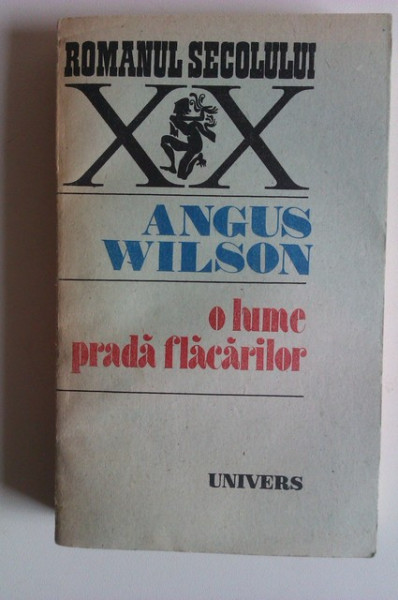 ROMANUL SECOLULUI
XX
ANGUS
WILSON
o lume
pradă flăcărilor
UNIVERS